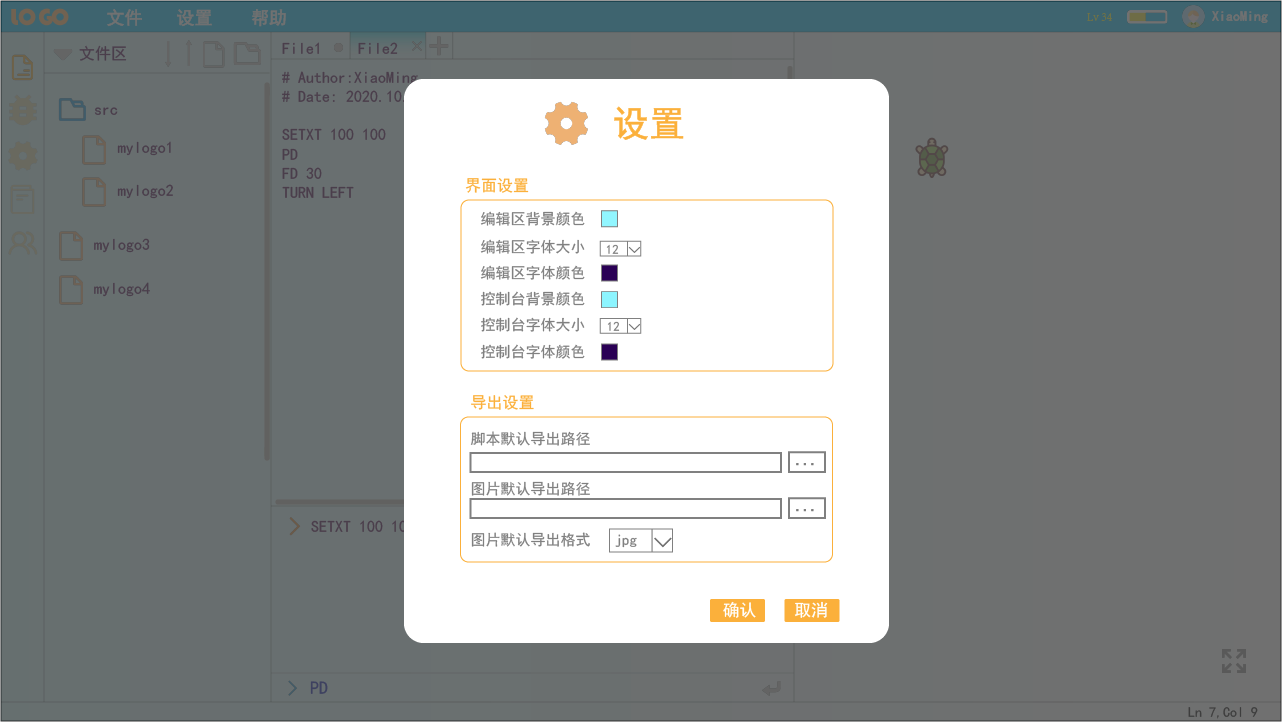 LOGO 文件 设置 帮助 Lv34 XiaoMing
文件区
src
mylogo1
mylogo2
mylogo3
mylogo4
File1 File2
# Author:XiaoMing
# Date: 2020.10.
SETXT 100 100
PD
FD 30
TURN LEFT
SETXT 100 10
PD
设置
界面设置
编辑区背景颜色
编辑区字体大小 12
编辑区字体颜色
控制台背景颜色
控制台字体大小 12
控制台字体颜色
导出设置
脚本默认导出路径
...
图片默认导出路径
...
图片默认导出格式 jpg
确认 取消
Ln 7,Col 9